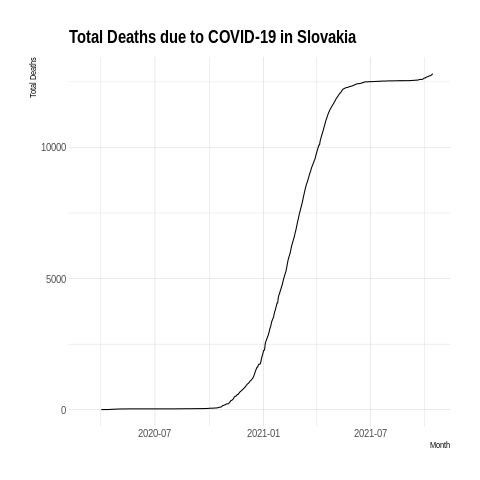 Total Deaths due to COVID-19 in Slovakia
Total Deaths
10000
5000
0
2020-07 2021-01 2021-07
Month